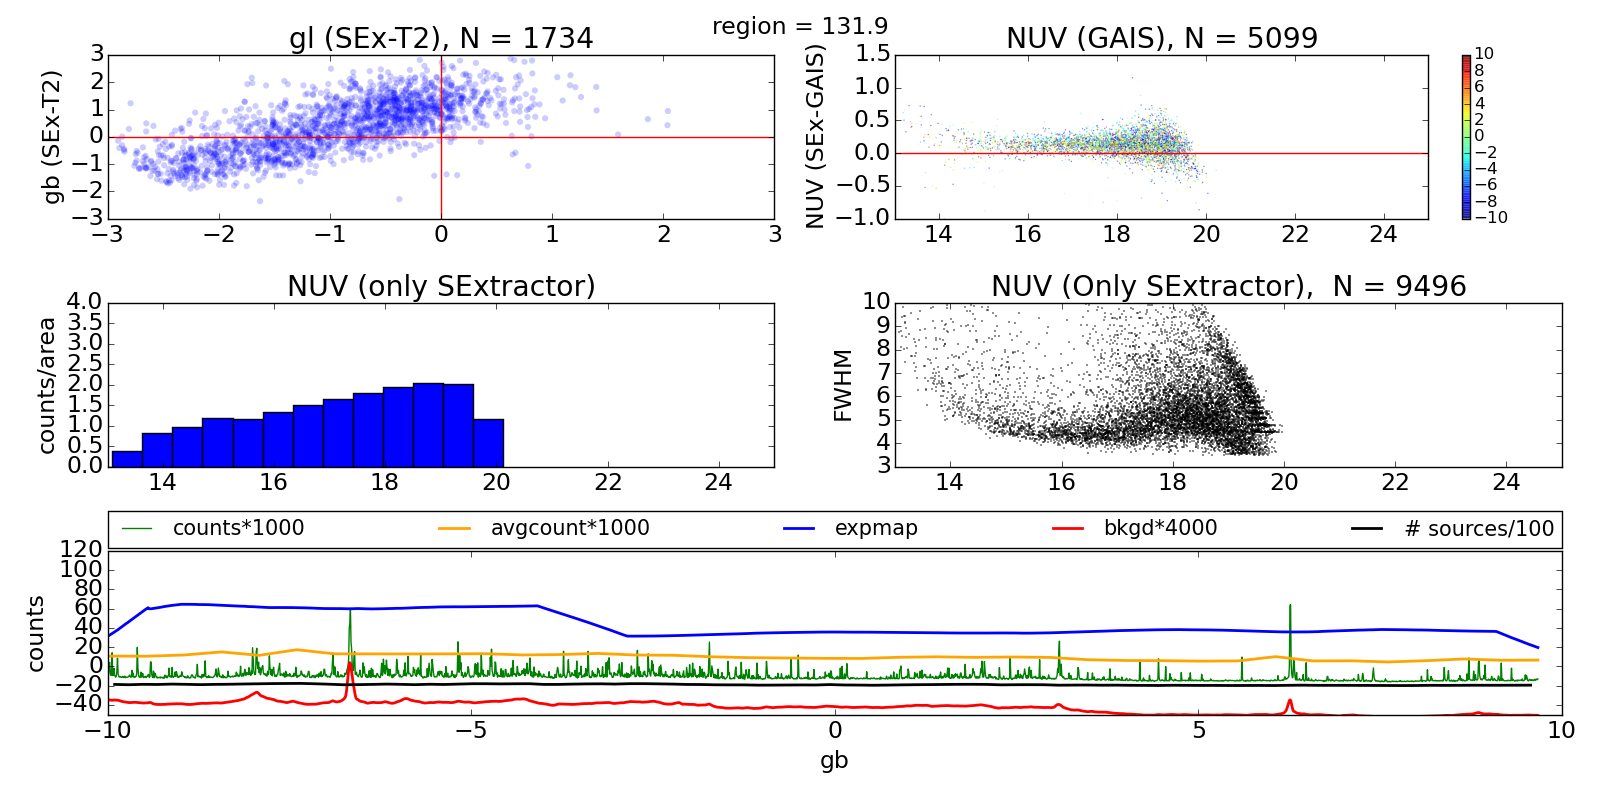 region = 131.9
gl (SEx-T2), N = 1734
gb (SEx-T2)
3
2
1
0
−1
−2
−3
−3 −2 −1 0 1 2 3
NUV (GAIS), N = 5099
NUV (SEx-GAIS)
1.5
1.0
0.5
0.0
−0.5
−1.0
14 16 18 20 22 24
10
8
6
4
2
0
−2
−4
−6
−8
−10
NUV (only SExtractor)
counts/area
4.0
3.5
3.0
2.5
2.0
1.5
1.0
0.5
0.0
14 16 18 20 22 24
NUV (Only SExtractor),  N = 9496
FWHM
10
9
8
7
6
5
4
3
14 16 18 20 22 24
counts*1000 avgcount*1000 expmap bkgd*4000 # sources/100
counts
120
100
80
60
40
20
0
−20
−40
−10 −5 0 5 10
gb